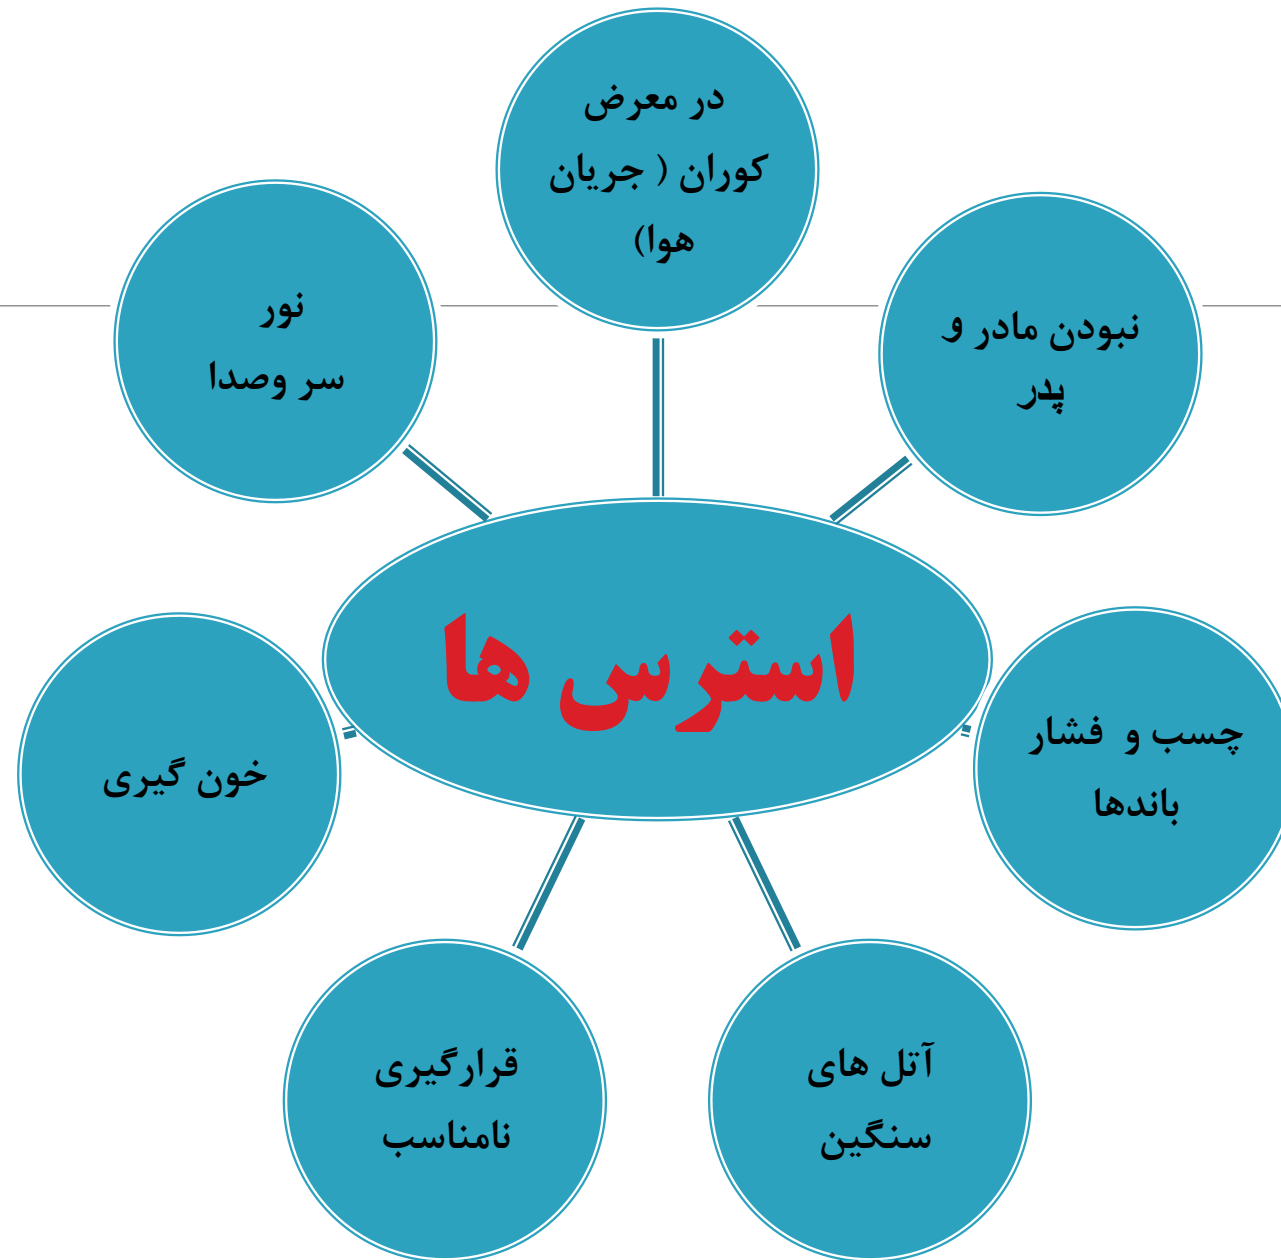 در معرض
کوران ( جریان
هوا)
نبودن مادر و
پدر
چسب و فشار
باندها
آتل های
سنگین
قرارگیری
نامناسب
خون گیری
نور
سر وصدا
استرس ها